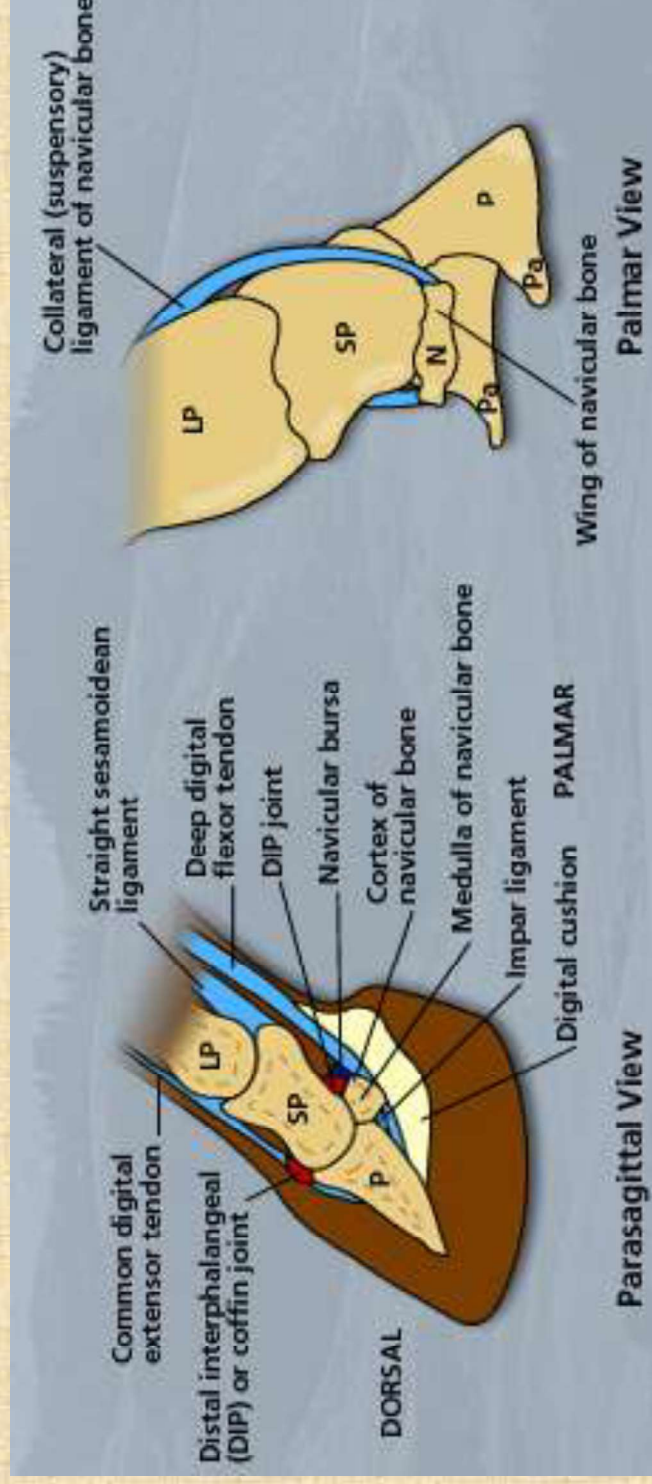 Common digital
extensor tendon
Distal interphalangeal
(DIP) or coffin joint
DORSAL
Straight sesamoidean
ligament
Deep digital
flexor tendon
DIP joint
Navicular bursa
Cortex of
navicular bone
Medulla of navicular bone
Impar ligament
Digital cushion
PALMAR
LP
SP
P
Parasagittal View
Collateral (suspensory)
ligament of navicular bone
LP
SP
N
P
Pa
Pa
Wing of navicular bone
Palmar View